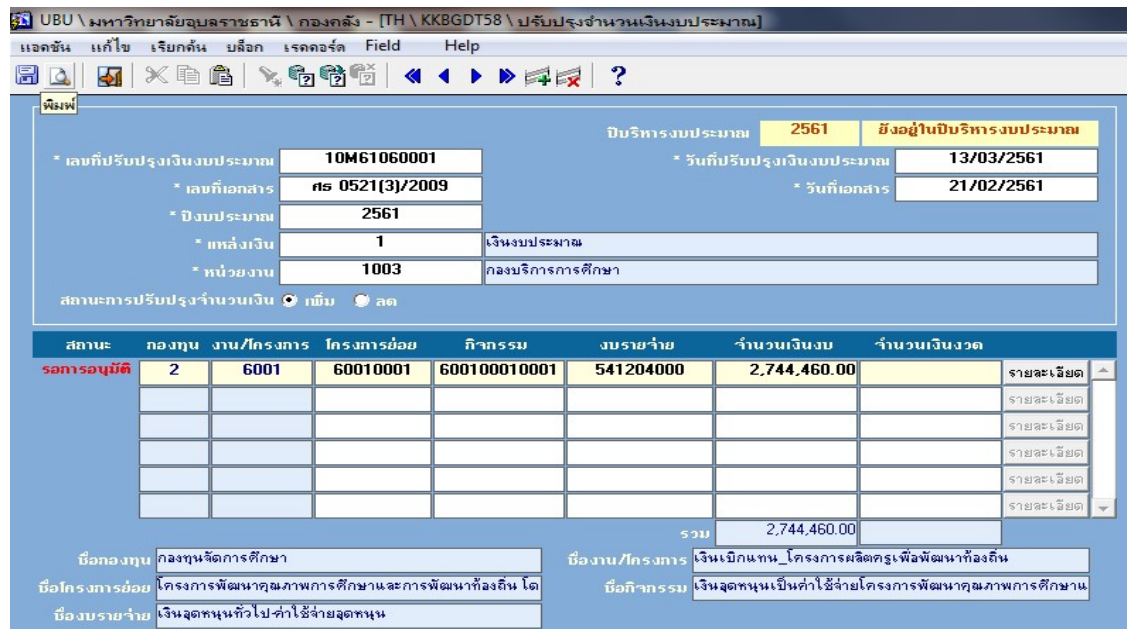 UBU \ มหาวิทยาลัยอุบลราชธานี \ กองคลัง - [TH \ KKBGDT58 \ ปรับปรุงจำนวนเงินงบประมาณ]
แอคชัน แก้ไข เรียกค้น บล็อก เรคคอร์ด Field Help
พิมพ์
ปีบริหารงบประมาณ 2561 ยังอยู่ในปีบริหารงบประมาณ
* เลขที่ปรับปรุงเงินงบประมาณ 10M61060001 * วันที่ปรับปรุงเงินงบประมาณ 13/03/2561
* เลขที่เอกสาร ศธ 0521(3)/2009 * วันที่เอกสาร 21/02/2561
* ปีงบประมาณ 2561
* แหล่งเงิน 1 เงินงบประมาณ
* หน่วยงาน 1003 กองบริการการศึกษา
สถานะการปรับปรุงจำนวนเงิน เพิ่ม ลด
สถานะ กองทุน งาน/โครงการ โครงการย่อย กิจกรรม งบรายจ่าย จำนวนเงินงบ จำนวนเงินงวด
รอการอนุมัติ 2 6001 60010001 600100010001 541204000 2,744,460.00 รายละเอียด
รายละเอียด
รายละเอียด
รายละเอียด
รายละเอียด
รายละเอียด
รวม 2,744,460.00
ชื่อกองทุน กองทุนจัดการศึกษา ชื่องาน/โครงการ เงินเบิกแทน_โครงการผลิตครูเพื่อพัฒนาท้องถิ่น
ชื่อโครงการย่อย โครงการพัฒนาคุณภาพการศึกษาและการพัฒนาท้องถิ่น โด ชื่อกิจกรรม เงินอุดหนุนเป็นค่าใช้จ่ายโครงการพัฒนาคุณภาพการศึกษาแ
ชื่องบรายจ่าย เงินอุดหนุนทั่วไป-ค่าใช้จ่ายอุดหนุน